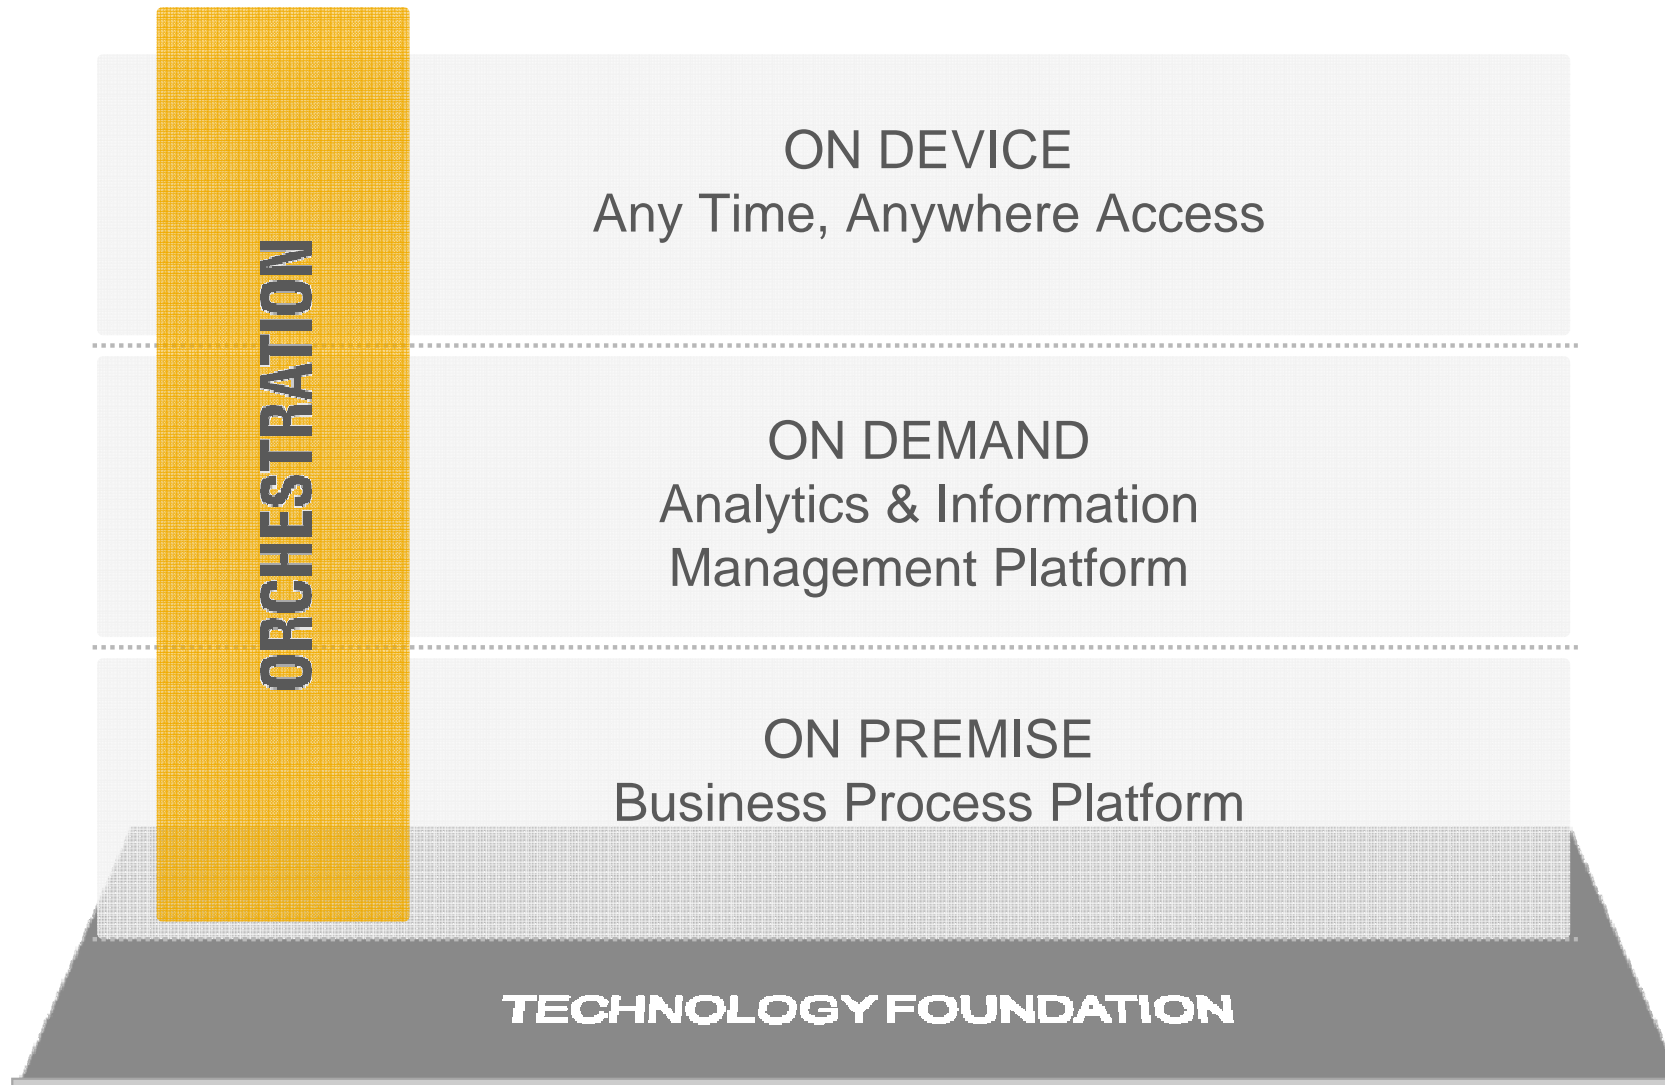 ORCHESTRATION
ON DEVICE
Any Time, Anywhere Access
ON DEMAND
Analytics & Information
Management Platform
ON PREMISE
Business Process Platform
TECHNOLOGY FOUNDATION